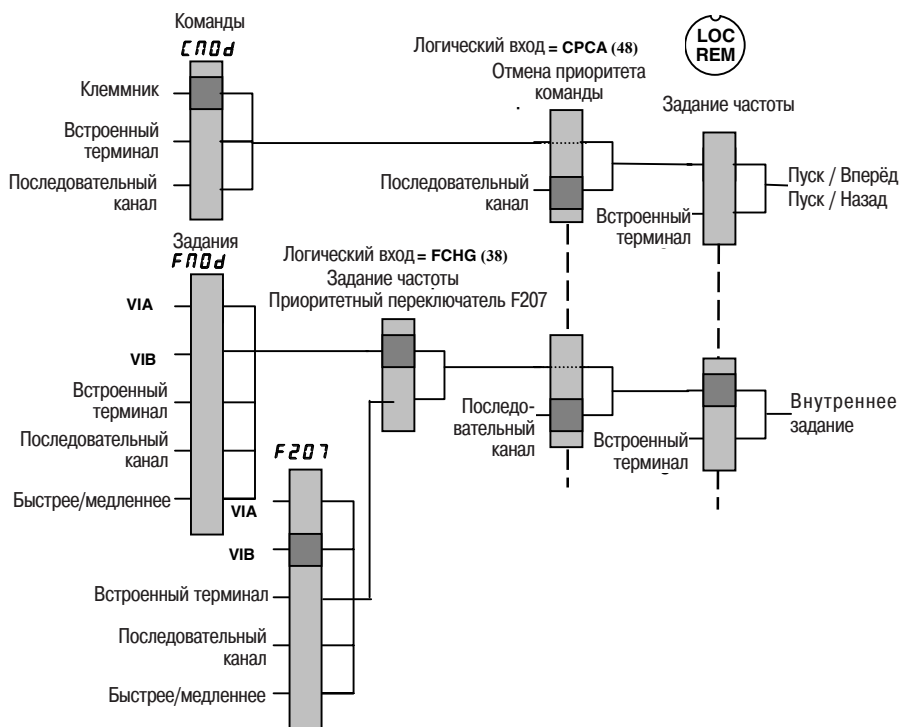 Команды
CMOd
Клеммник
Встроенный
терминал
Последовательный
канал
Логический вход = CPCA (48)
Отмена приоритета
команды
Последовательный
канал
LOC
REM
Задание частоты
Встроенный
терминал
Пуск / Вперёд
Пуск / Назад
Задания
FMOd
VIA
VIB
Встроенный
терминал
Последовательный
канал
Быстрее/медленнее
Логический вход = FCHG (38)
Задание частоты
Приоритетный переключатель F207
Последо-
вательный
канал
Встроенный
терминал
Внутреннее
задание
F207
VIA
VIB
Встроенный терминал
Последовательный
канал
Быстрее/медленнее